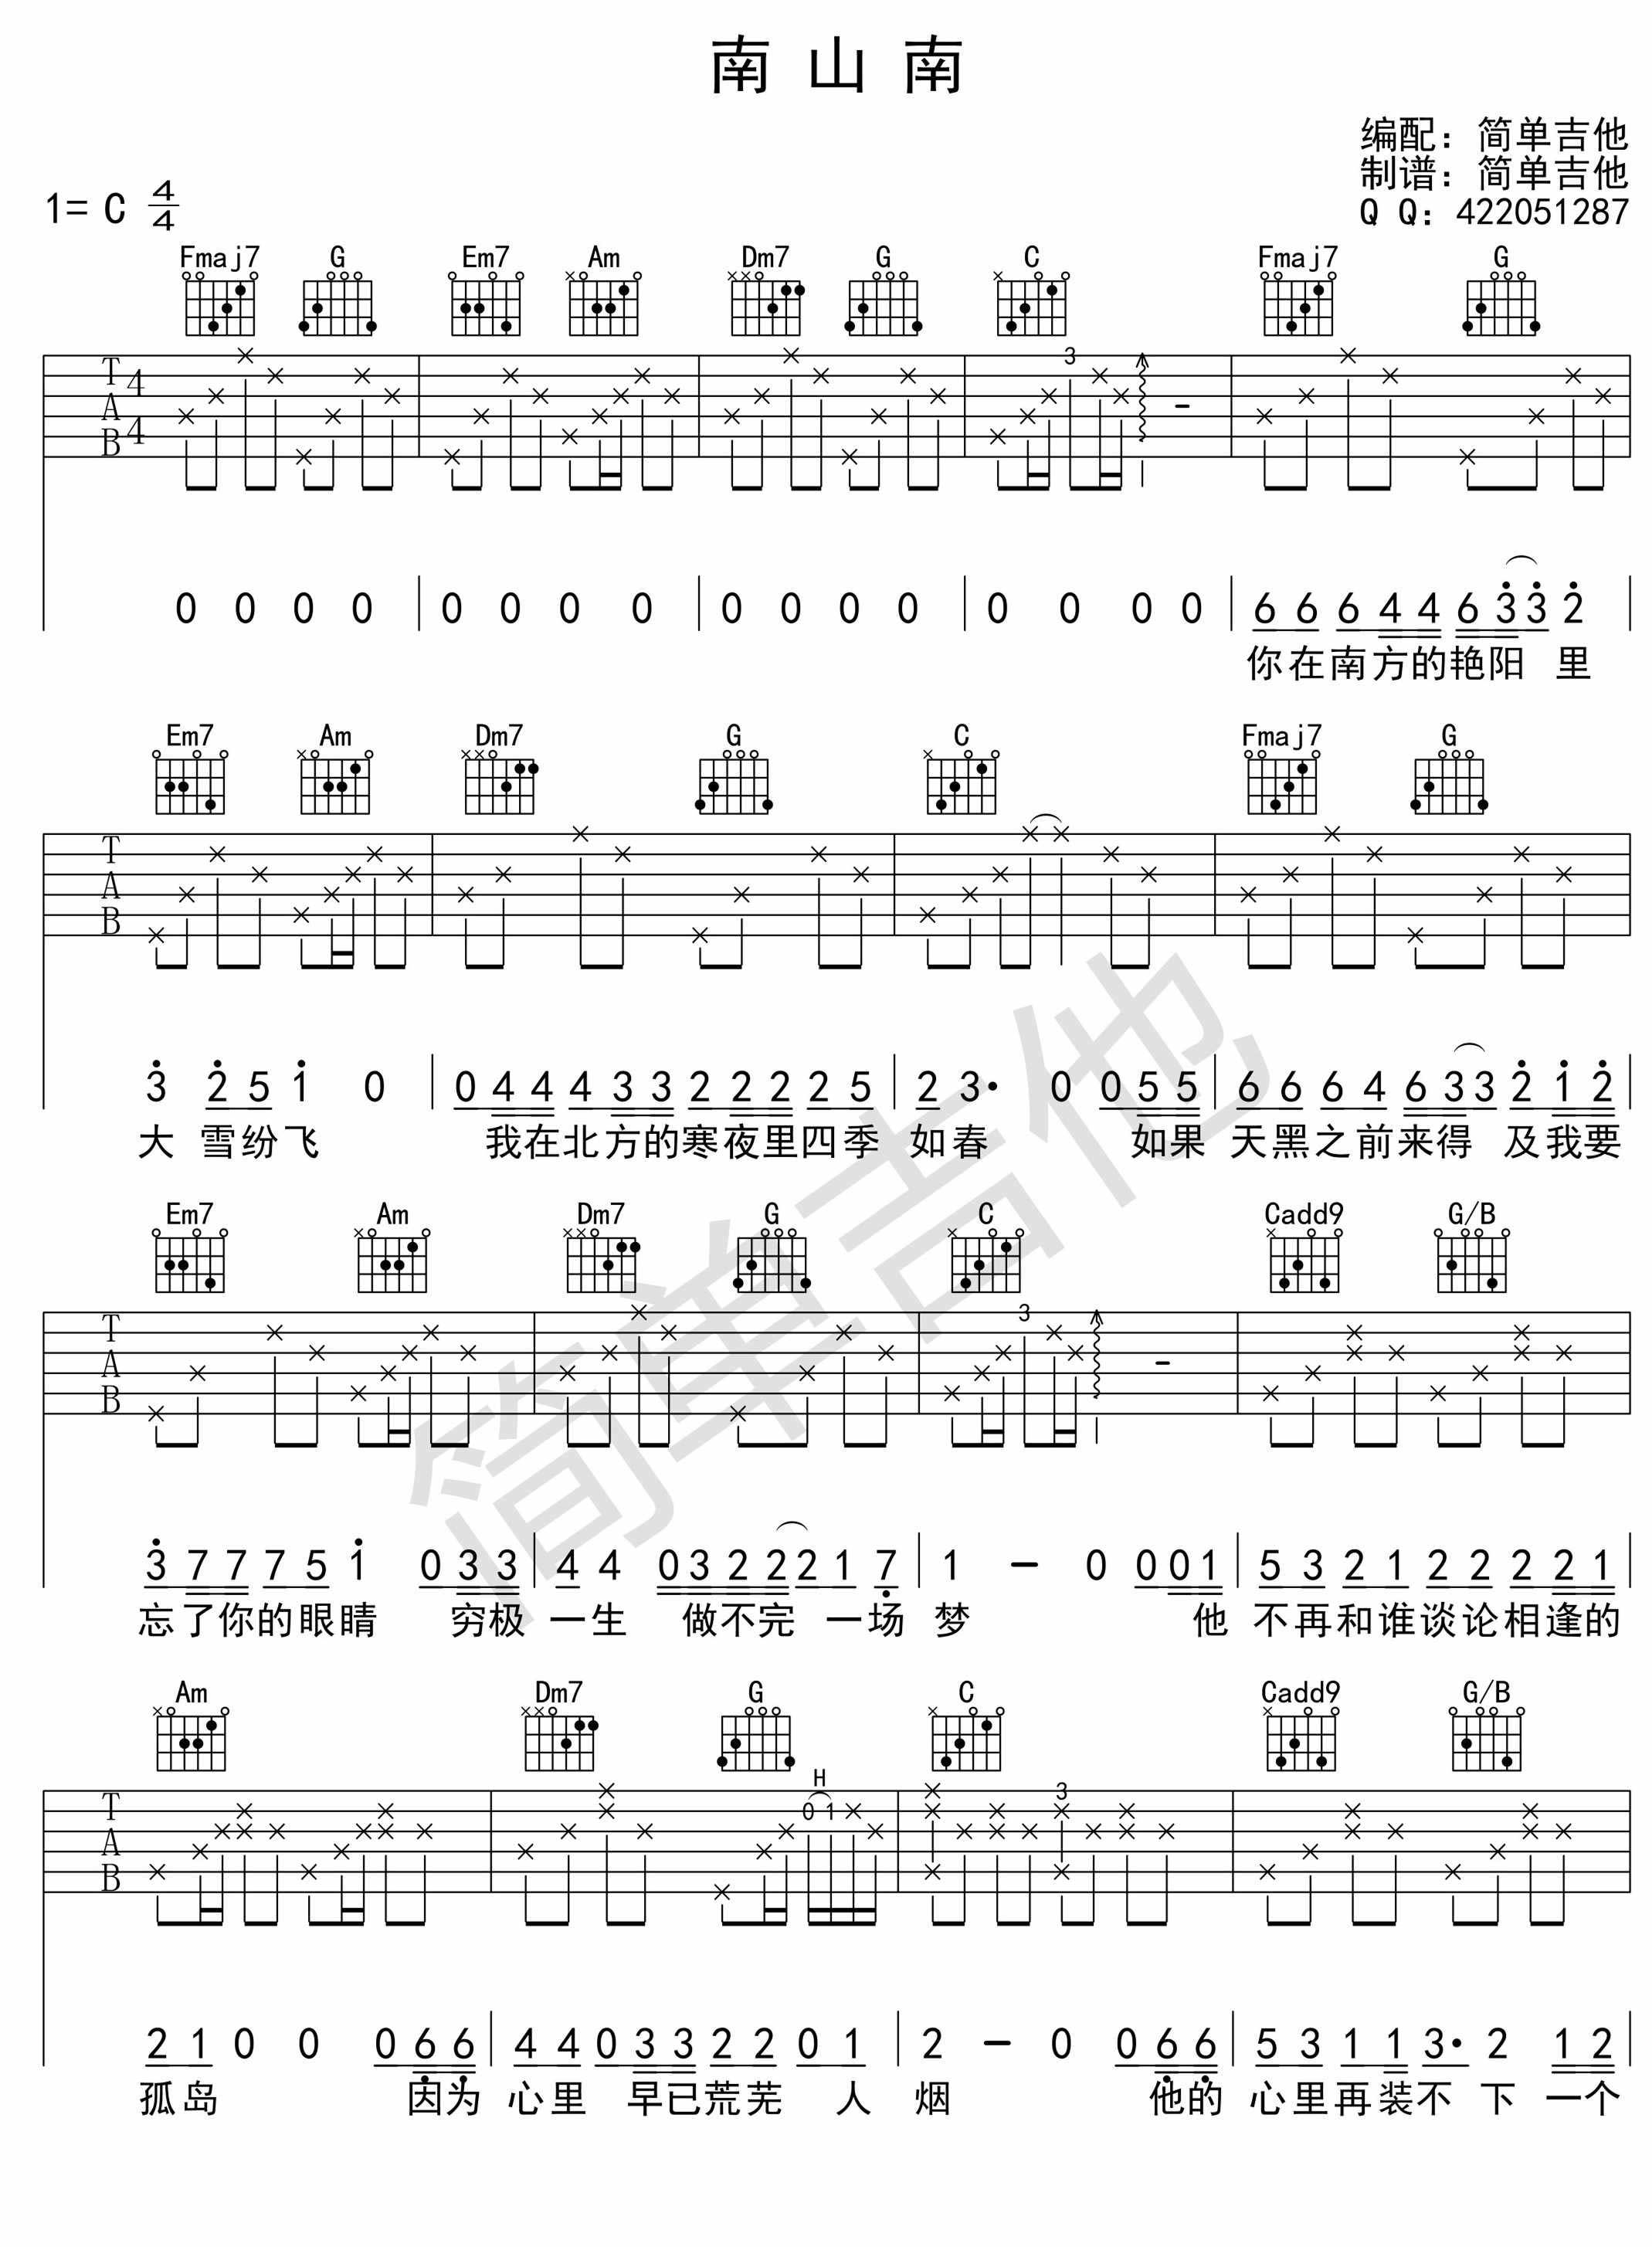 南山南
编配：简单吉他
制谱：简单吉他
1= C 4/4
Q Q：422051287
Fmaj7 G Em7 Am Dm7 G C Fmaj7 G
T A B 4 4 3 -
0 0 0 0 0 0 0 0 0 0 0 0 0 0 0 0 6 6 6 4 4 6 3 3 2
你在南方的艳阳 里
Em7 Am Dm7 G C Fmaj7 G
T A B
3 2 5 1 0 0 4 4 4 3 3 2 2 2 2 5 2 3· 0 0 5 5 6 6 6 4 6 3 3 2 1 2
大 雪纷飞 我在北方的寒夜里四季 如春 如果 天黑之前来得 及我要
Em7 Am Dm7 G C Cadd9 G/B
T A B 3 -
3 7 7 7 5 1 0 3 3 4 4 0 3 2 2 2 1 7 1 – 0 0 0 1 5 3 2 1 2 2 2 2 1
忘了你的眼睛 穷极 一生 做不完 一场 梦 他 不再和谁谈论相逢的
Am Dm7 G C Cadd9 G/B
T A B H 0 1 3
2 1 0 0 0 6 6 4 4 0 3 3 2 2 0 1 2 – 0 0 6 6 5 3 1 1 3· 2 1 2
孤岛 因为 心里 早已荒芜 人 烟 他的 心里再装不 下 一个
简单吉他